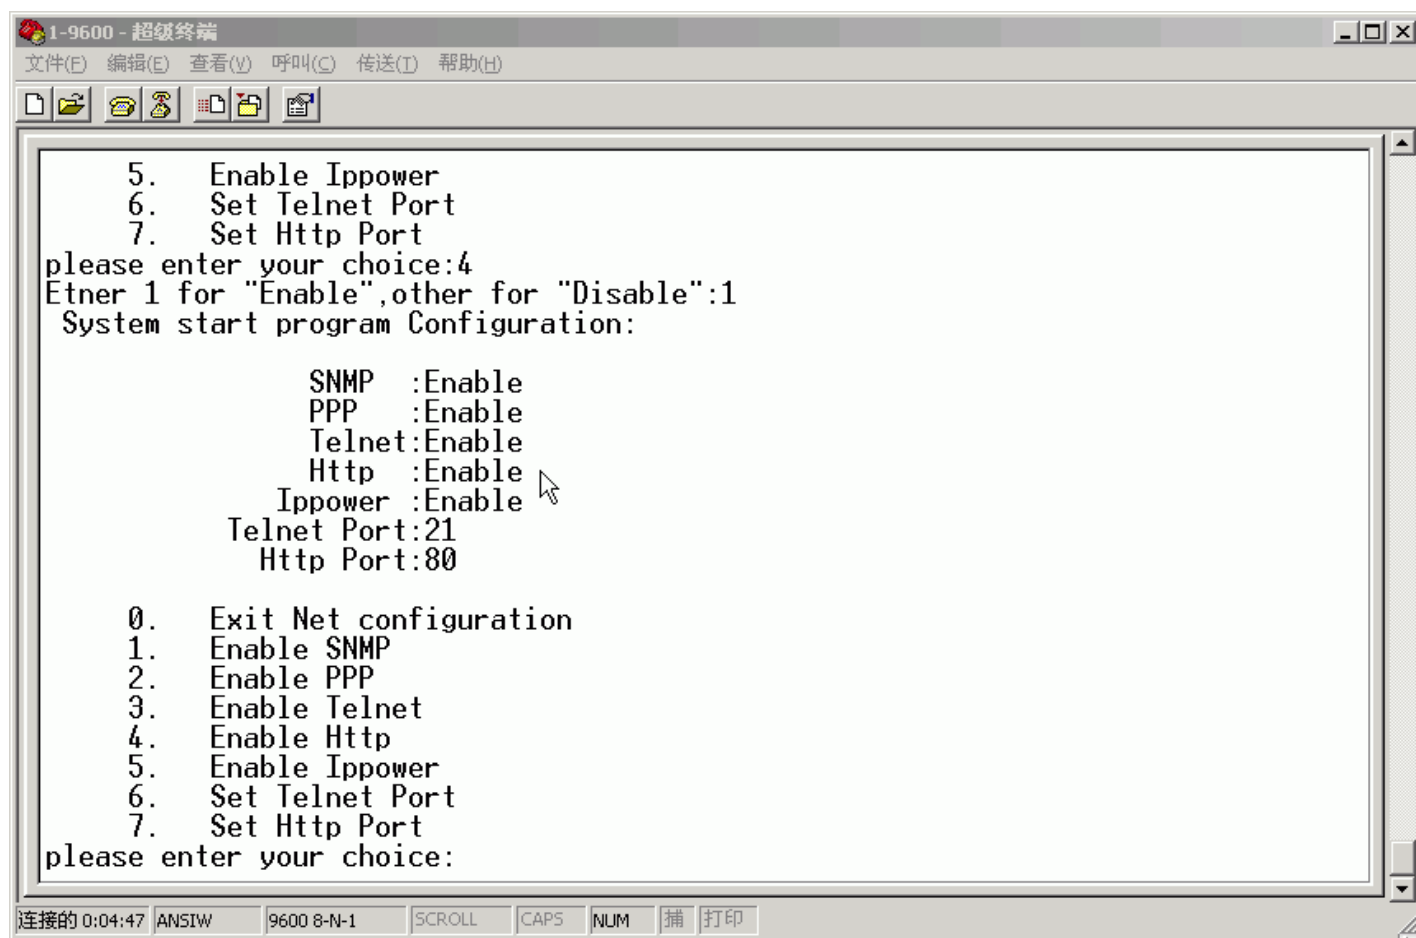 1-9600 - 超级终端
文件(F) 编辑(E) 查看(V) 呼叫(C) 传送(T) 帮助(H)
5. Enable Ippower
6. Set Telnet Port
7. Set Http Port
please enter your choice:4
Etner 1 for "Enable",other for "Disable":1
System start program Configuration:
SNMP :Enable
PPP :Enable
Telnet:Enable
Http :Enable
Ippower :Enable
Telnet Port:21
Http Port:80
0. Exit Net configuration
1. Enable SNMP
2. Enable PPP
3. Enable Telnet
4. Enable Http
5. Enable Ippower
6. Set Telnet Port
7. Set Http Port
please enter your choice:
连接的 0:04:47 ANSIW 9600 8-N-1 SCROLL CAPS NUM 捕 打印